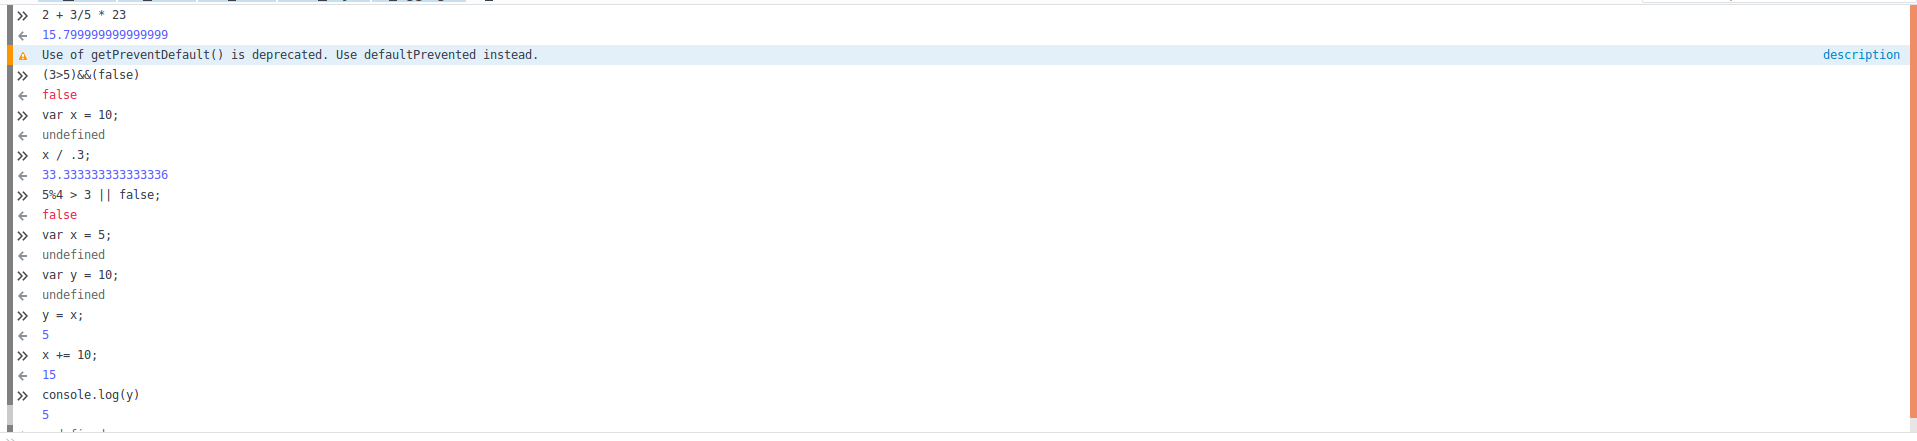 2 + 3/5 * 23
15.799999999999999
Use of getPreventDefault() is deprecated. Use defaultPrevented instead. description
(3>5)&&(false)
false
var x = 10;
undefined
x / .3;
33.333333333333336
5%4 > 3 || false;
false
var x = 5;
undefined
var y = 10;
undefined
y = x;
5
x += 10;
15
console.log(y)
5